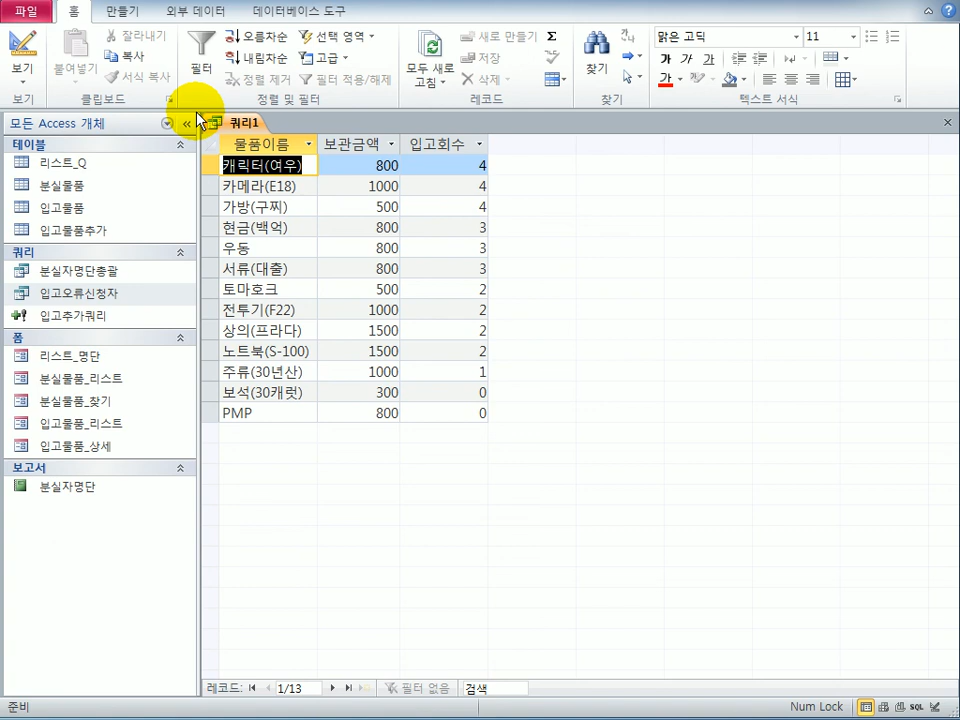 파일 홈 만들기 외부 데이터 데이터베이스 도구
보기 붙여넣기 잘라내기 복사 서식 복사 필터 오름차순 내림차순 정렬 제거 선택 영역 고급 필터 적용/해제 모두 새로 고침 새로 만들기 저장 삭제 찾기 맑은 고딕 11
가 가 가 가
보기 클립보드 정렬 및 필터 레코드 찾기 텍스트 서식
모든 Access 개체
쿼리1
테이블
리스트_Q
분실물품
입고물품
입고물품추가
쿼리
분실자명단총괄
입고오류신청자
입고추가쿼리
폼
리스트_명단
분실물품_리스트
분실물품_찾기
입고물품_리스트
입고물품_상세
보고서
분실자명단
물품이름 보관금액 입고회수
캐릭터(여우) 800 4
카메라(E18) 1000 4
가방(구찌) 500 4
현금(백억) 800 3
우동 800 3
서류(대출) 800 3
토마호크 500 2
전투기(F22) 1000 2
상의(프라다) 1500 2
노트북(S-100) 1500 2
주류(30년산) 1000 1
보석(30캐럿) 300 0
PMP 800 0
레코드: 1/13 필터 없음 검색
준비 Num Lock SQL